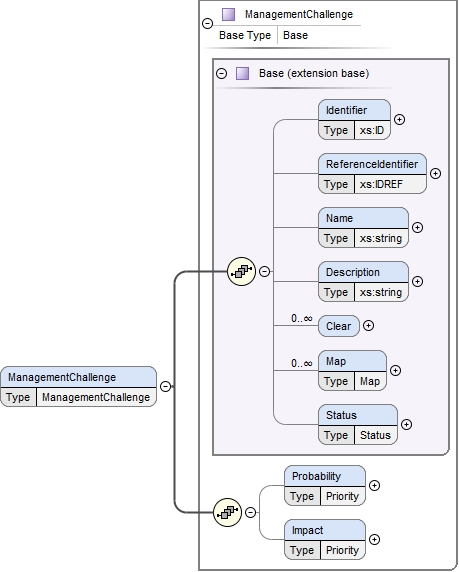 ManagementChallenge
Base Type Base
Base (extension base)
Identifier
Type xs:ID
ReferenceIdentifier
Type xs:IDREF
Name
Type xs:string
Description
Type xs:string
0..∞
Clear
0..∞
Map
Type Map
ManagementChallenge
Type ManagementChallenge
Status
Type Status
Probability
Type Priority
Impact
Type Priority